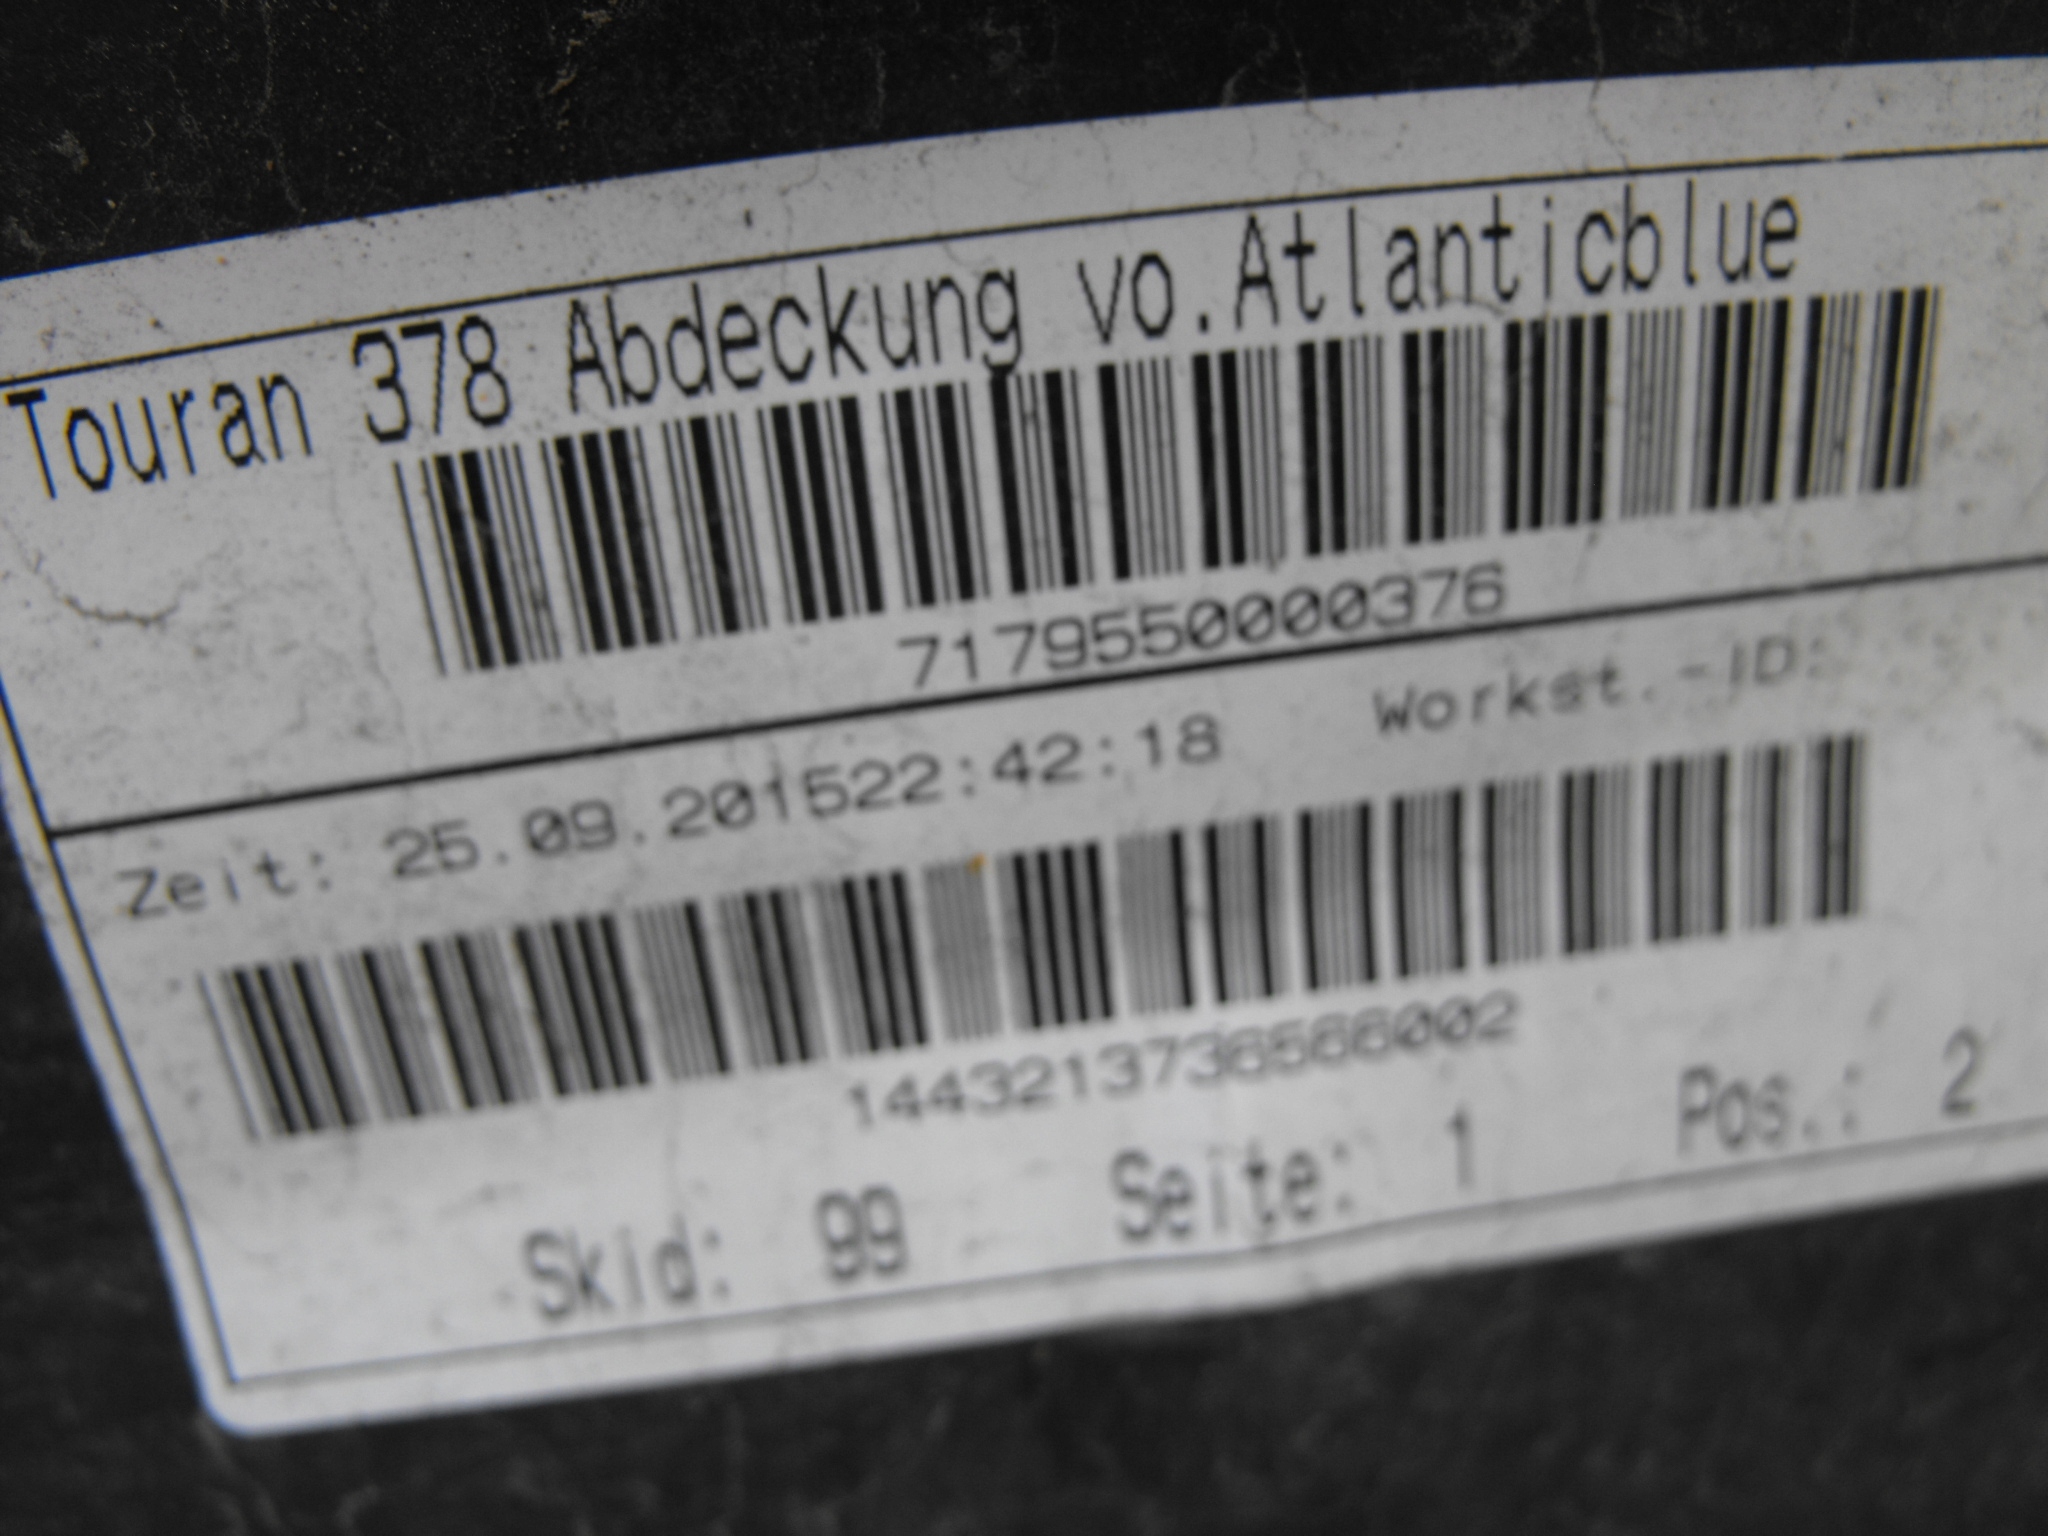 Touran 378 Abdeckung vo.Atlanticblue
7179550000376
Zeit: 25.09.201522:42:18 Workst.-ID:
1443213736566002
Skid: 99 Seite: 1 Pos.: 2